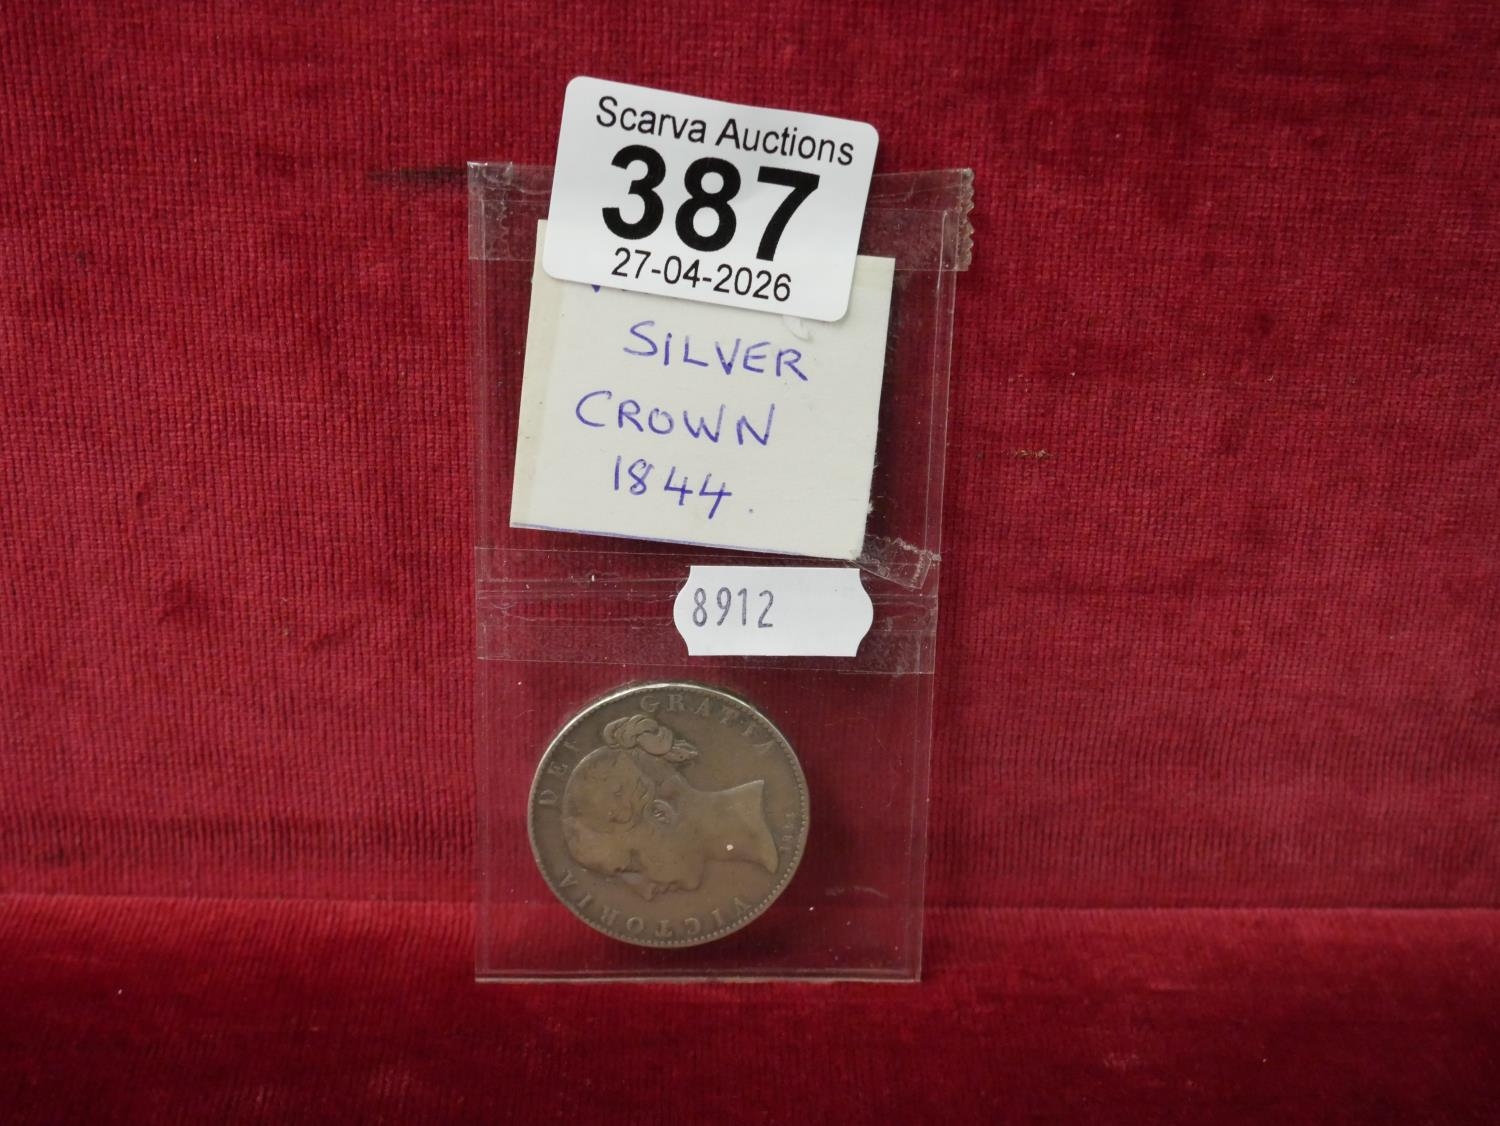 Scarva Auctions
387
27-04-2026
SILVER
CROWN
1844.
8912
VICTORIA DEI GRATIA